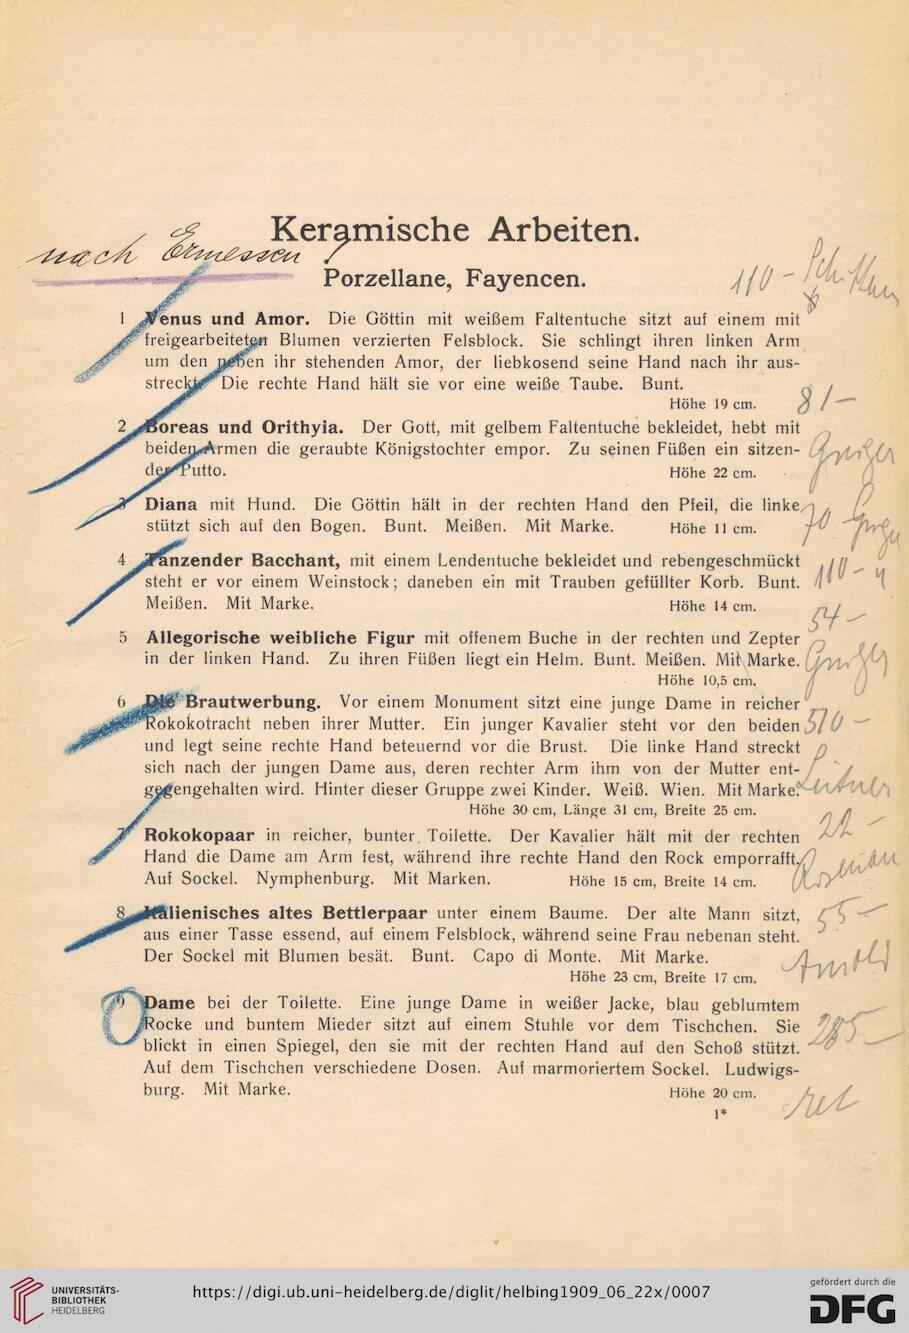 Keramische Arbeiten.
nach Ermessen !
Porzellane, Fayencen.
110 -
1 Venus und Amor. Die Göttin mit weißem Faltentuche sitzt auf einem mit
freigearbeiteten Blumen verzierten Felsblock. Sie schlingt ihren linken Arm
um den neben ihr stehenden Amor, der liebkosend seine Hand nach ihr aus-
streckt. Die rechte Hand hält sie vor eine weiße Taube. Bunt.
Höhe 19 cm.
81 -
2 Boreas und Orithyia. Der Gott, mit gelbem Faltentuche bekleidet, hebt mit
beiden Armen die geraubte Königstochter empor. Zu seinen Füßen ein sitzen-
der Putto. Höhe 22 cm.
3 Diana mit Hund. Die Göttin hält in der rechten Hand den Pfeil, die linke
stützt sich auf den Bogen. Bunt. Meißen. Mit Marke. Höhe 11 cm.
70 -
4 Tanzender Bacchant, mit einem Lendentuche bekleidet und rebengeschmückt
steht er vor einem Weinstock; daneben ein mit Trauben gefüllter Korb. Bunt.
110 -
Meißen. Mit Marke. Höhe 14 cm.
54 -
5 Allegorische weibliche Figur mit offenem Buche in der rechten und Zepter
in der linken Hand. Zu ihren Füßen liegt ein Helm. Bunt. Meißen. Mit Marke.
Höhe 10,5 cm.
6 Die Brautwerbung. Vor einem Monument sitzt eine junge Dame in reicher
Rokokotracht neben ihrer Mutter. Ein junger Kavalier steht vor den beiden
510 -
und legt seine rechte Hand beteuernd vor die Brust. Die linke Hand streckt
sich nach der jungen Dame aus, deren rechter Arm ihm von der Mutter ent-
gegengehalten wird. Hinter dieser Gruppe zwei Kinder. Weiß. Wien. Mit Marke.
Höhe 30 cm, Länge 31 cm, Breite 25 cm.
22 -
7 Rokokopaar in reicher, bunter Toilette. Der Kavalier hält mit der rechten
Hand die Dame am Arm fest, während ihre rechte Hand den Rock emporrafft.
Auf Sockel. Nymphenburg. Mit Marken. Höhe 15 cm, Breite 14 cm.
8 Italienisches altes Bettlerpaar unter einem Baume. Der alte Mann sitzt,
55 -
aus einer Tasse essend, auf einem Felsblock, während seine Frau nebenan steht.
Der Sockel mit Blumen besät. Bunt. Capo di Monte. Mit Marke.
Arnold
Höhe 23 cm, Breite 17 cm.
9 Dame bei der Toilette. Eine junge Dame in weißer Jacke, blau geblumtem
Rocke und buntem Mieder sitzt auf einem Stuhle vor dem Tischchen. Sie
285 -
blickt in einen Spiegel, den sie mit der rechten Hand auf den Schoß stützt.
Auf dem Tischchen verschiedene Dosen. Auf marmoriertem Sockel. Ludwigs-
burg. Mit Marke. Höhe 20 cm.
ret
1*
UNIVERSITÄTS-
BIBLIOTHEK
HEIDELBERG
https://digi.ub.uni-heidelberg.de/diglit/helbing1909_06_22x/0007
gefördert durch die
DFG